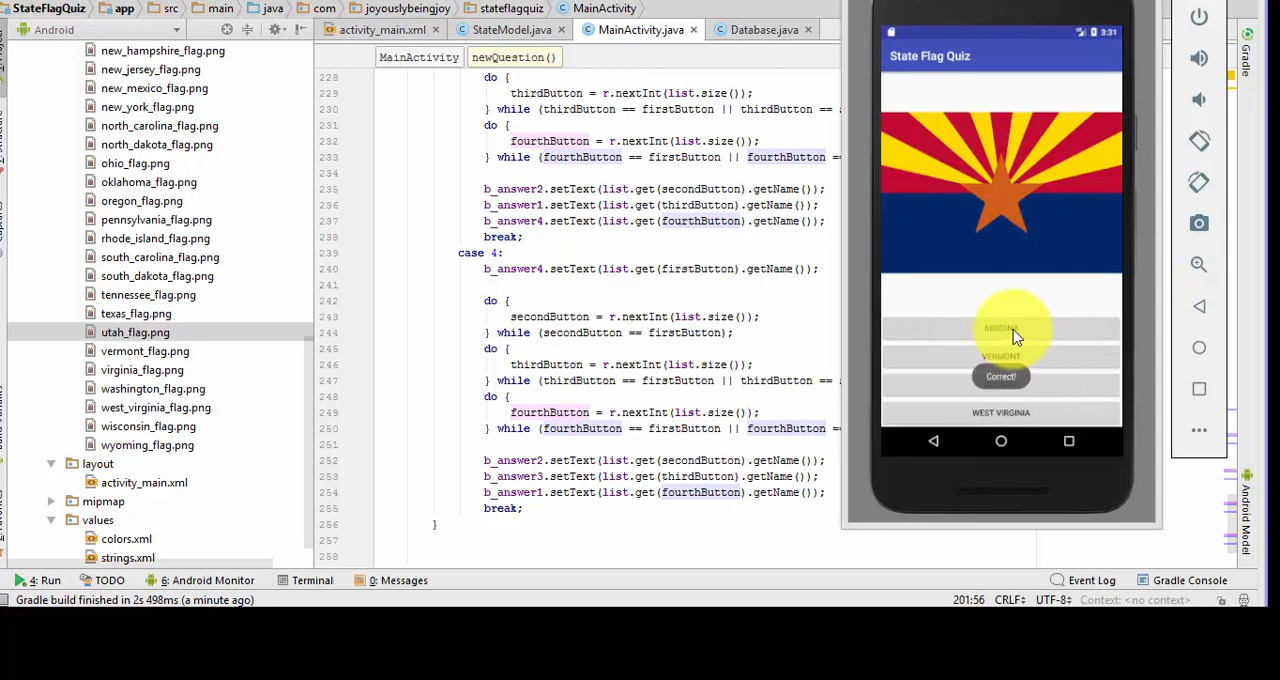 StateFlagQuiz app src main java com joyouslybeingjoy stateflagquiz MainActivity
Android
activity_main.xml StateModel.java MainActivity.java Database.java
MainActivity newQuestion()
new_hampshire_flag.png
new_jersey_flag.png
new_mexico_flag.png
new_york_flag.png
north_carolina_flag.png
north_dakota_flag.png
ohio_flag.png
oklahoma_flag.png
oregon_flag.png
pennsylvania_flag.png
rhode_island_flag.png
south_carolina_flag.png
south_dakota_flag.png
tennessee_flag.png
texas_flag.png
utah_flag.png
vermont_flag.png
virginia_flag.png
washington_flag.png
west_virginia_flag.png
wisconsin_flag.png
wyoming_flag.png
layout
activity_main.xml
mipmap
values
colors.xml
strings.xml
228 do {
229 thirdButton = r.nextInt(list.size());
230 } while (thirdButton == firstButton || thirdButton ==
231 do {
232 fourthButton = r.nextInt(list.size());
233 } while (fourthButton == firstButton || fourthButton ==
235 b_answer2.setText(list.get(secondButton).getName());
236 b_answer1.setText(list.get(thirdButton).getName());
237 b_answer4.setText(list.get(fourthButton).getName());
238 break;
239 case 4:
240 b_answer4.setText(list.get(firstButton).getName());
241
242 do {
243 secondButton = r.nextInt(list.size());
244 } while (secondButton == firstButton);
245 do {
246 thirdButton = r.nextInt(list.size());
247 } while (thirdButton == firstButton || thirdButton ==
248 do {
249 fourthButton = r.nextInt(list.size());
250 } while (fourthButton == firstButton || fourthButton ==
251
252 b_answer2.setText(list.get(secondButton).getName());
253 b_answer3.setText(list.get(thirdButton).getName());
254 b_answer1.setText(list.get(fourthButton).getName());
255 break;
256 }
257
258
3:31
State Flag Quiz
ARIZONA
VERMONT
Correct!
WEST VIRGINIA
Gradle
Android Model
4: Run TODO 6: Android Monitor Terminal 0: Messages Event Log Gradle Console
Gradle build finished in 2s 498ms (a minute ago) 201:56 CRLF UTF-8 Context: <no context>